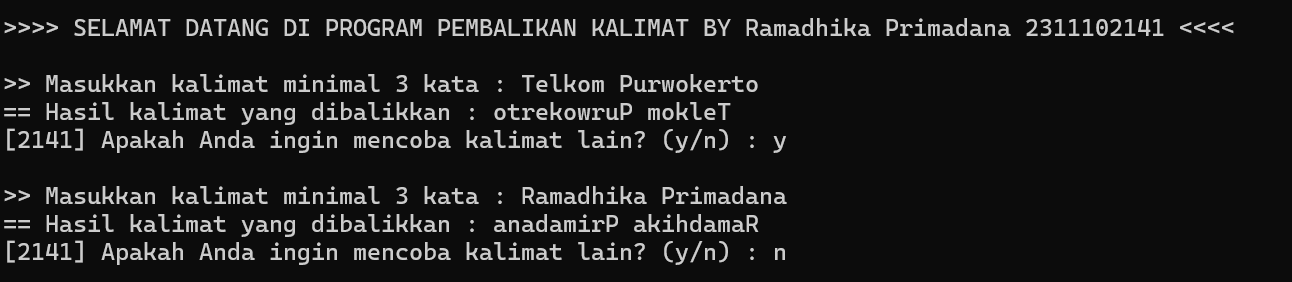 >>>> SELAMAT DATANG DI PROGRAM PEMBALIKAN KALIMAT BY Ramadhika Primadana 2311102141 <<<<
>> Masukkan kalimat minimal 3 kata : Telkom Purwokerto
== Hasil kalimat yang dibalikkan : otrekowruP mokleT
[2141] Apakah Anda ingin mencoba kalimat lain? (y/n) : y
>> Masukkan kalimat minimal 3 kata : Ramadhika Primadana
== Hasil kalimat yang dibalikkan : anadamirP akihdamaR
[2141] Apakah Anda ingin mencoba kalimat lain? (y/n) : n